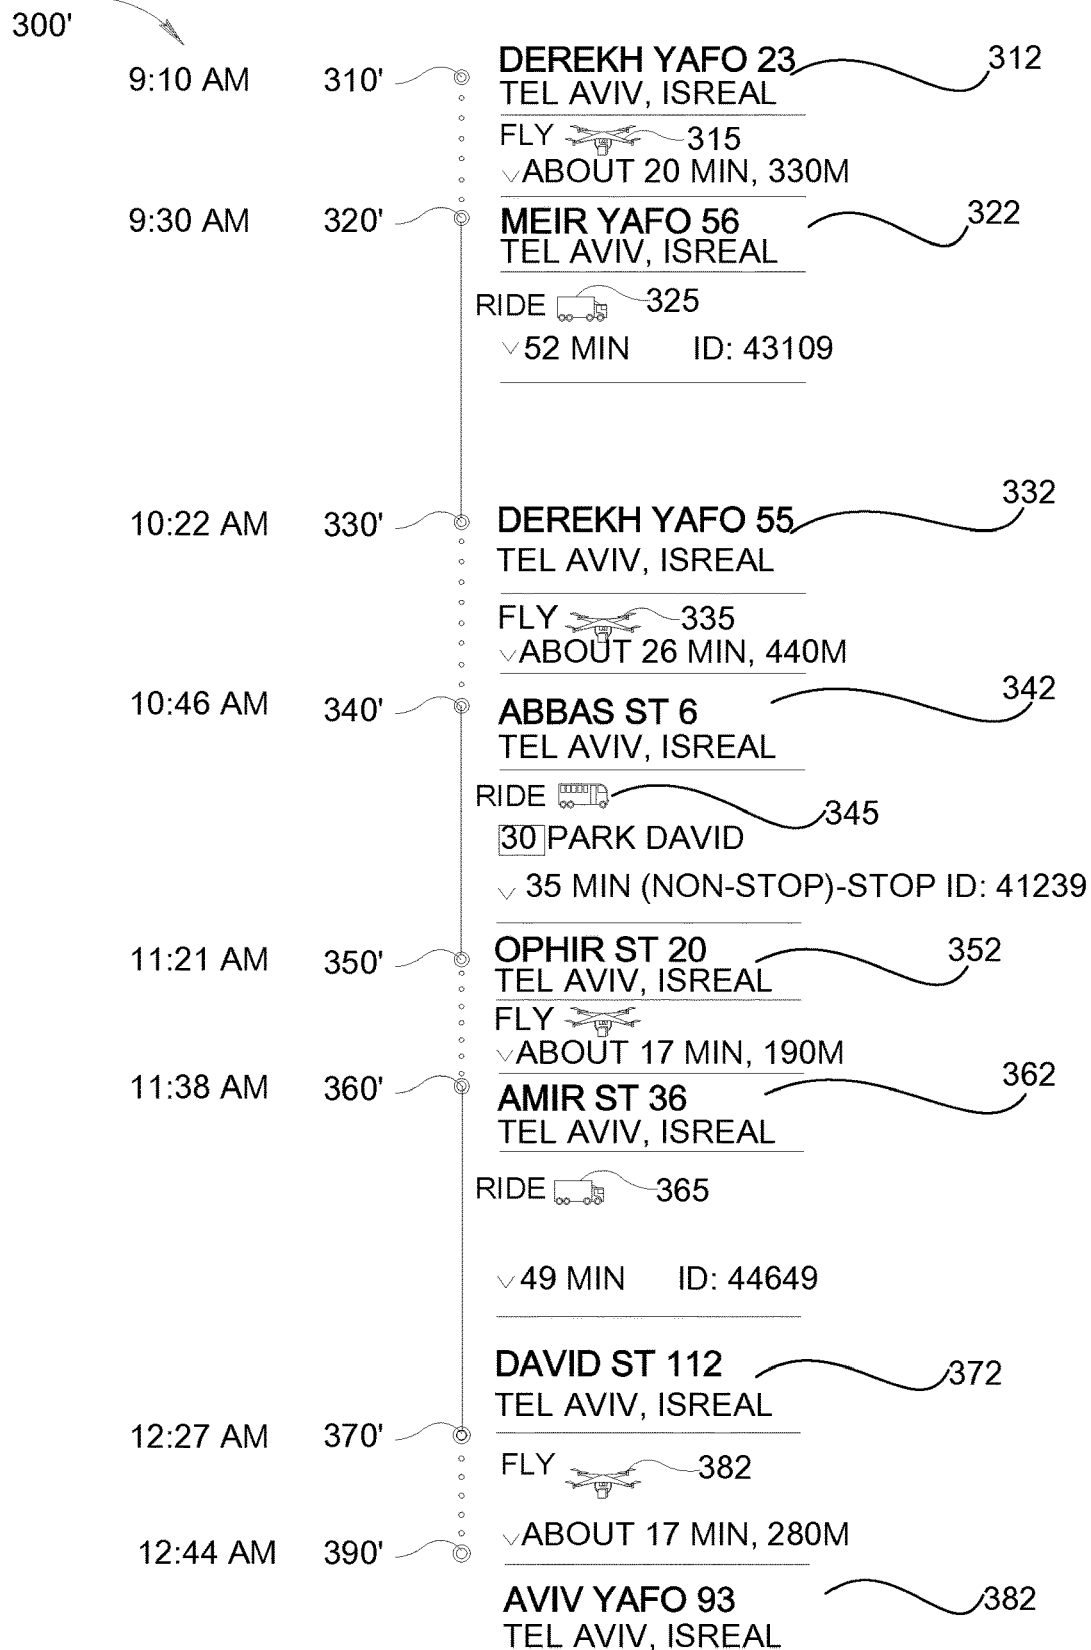 300'
9:10 AM 310' DEREKH YAFO 23 312
TEL AVIV, ISREAL
FLY 315
ABOUT 20 MIN, 330M
9:30 AM 320' MEIR YAFO 56 322
TEL AVIV, ISREAL
RIDE 325
52 MIN ID: 43109
10:22 AM 330' DEREKH YAFO 55 332
TEL AVIV, ISREAL
FLY 335
ABOUT 26 MIN, 440M
10:46 AM 340' ABBAS ST 6 342
TEL AVIV, ISREAL
RIDE 345
30 PARK DAVID
35 MIN (NON-STOP)-STOP ID: 41239
11:21 AM 350' OPHIR ST 20 352
TEL AVIV, ISREAL
FLY
ABOUT 17 MIN, 190M
11:38 AM 360' AMIR ST 36 362
TEL AVIV, ISREAL
RIDE 365
49 MIN ID: 44649
DAVID ST 112 372
TEL AVIV, ISREAL
12:27 AM 370'
FLY 382
ABOUT 17 MIN, 280M
12:44 AM 390'
AVIV YAFO 93 382
TEL AVIV, ISREAL